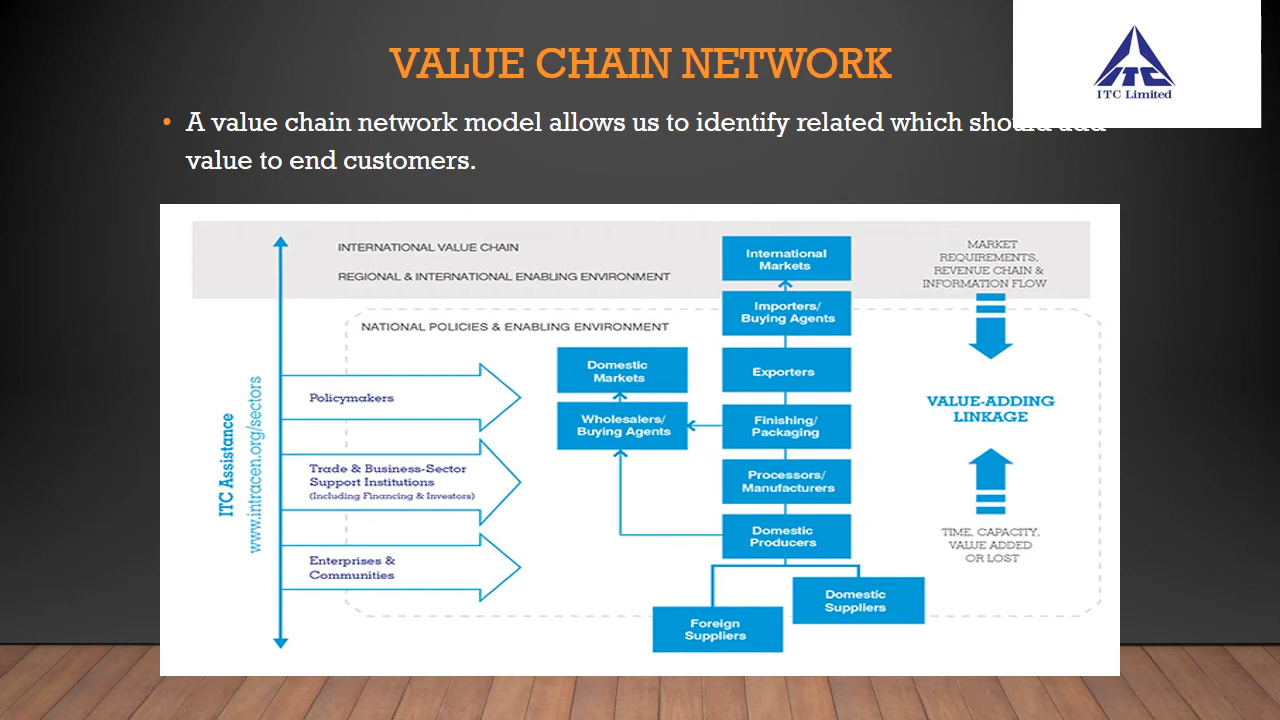 VALUE CHAIN NETWORK
ITC
ITC Limited
• A value chain network model allows us to identify related which should add
value to end customers.
INTERNATIONAL VALUE CHAIN
REGIONAL & INTERNATIONAL ENABLING ENVIRONMENT
International
Markets
MARKET
REQUIREMENTS,
REVENUE CHAIN &
INFORMATION FLOW
Importers/
Buying Agents
NATIONAL POLICIES & ENABLING ENVIRONMENT
Domestic
Markets
Exporters
Policymakers
VALUE-ADDING
LINKAGE
Wholesalers/
Buying Agents
Finishing/
Packaging
ITC Assistance
www.intracen.org/sectors
Trade & Business-Sector
Support Institutions
(Including Financing & Investors)
Processors/
Manufacturers
Domestic
Producers
TIME, CAPACITY,
VALUE ADDED
OR LOST
Enterprises &
Communities
Domestic
Suppliers
Foreign
Suppliers